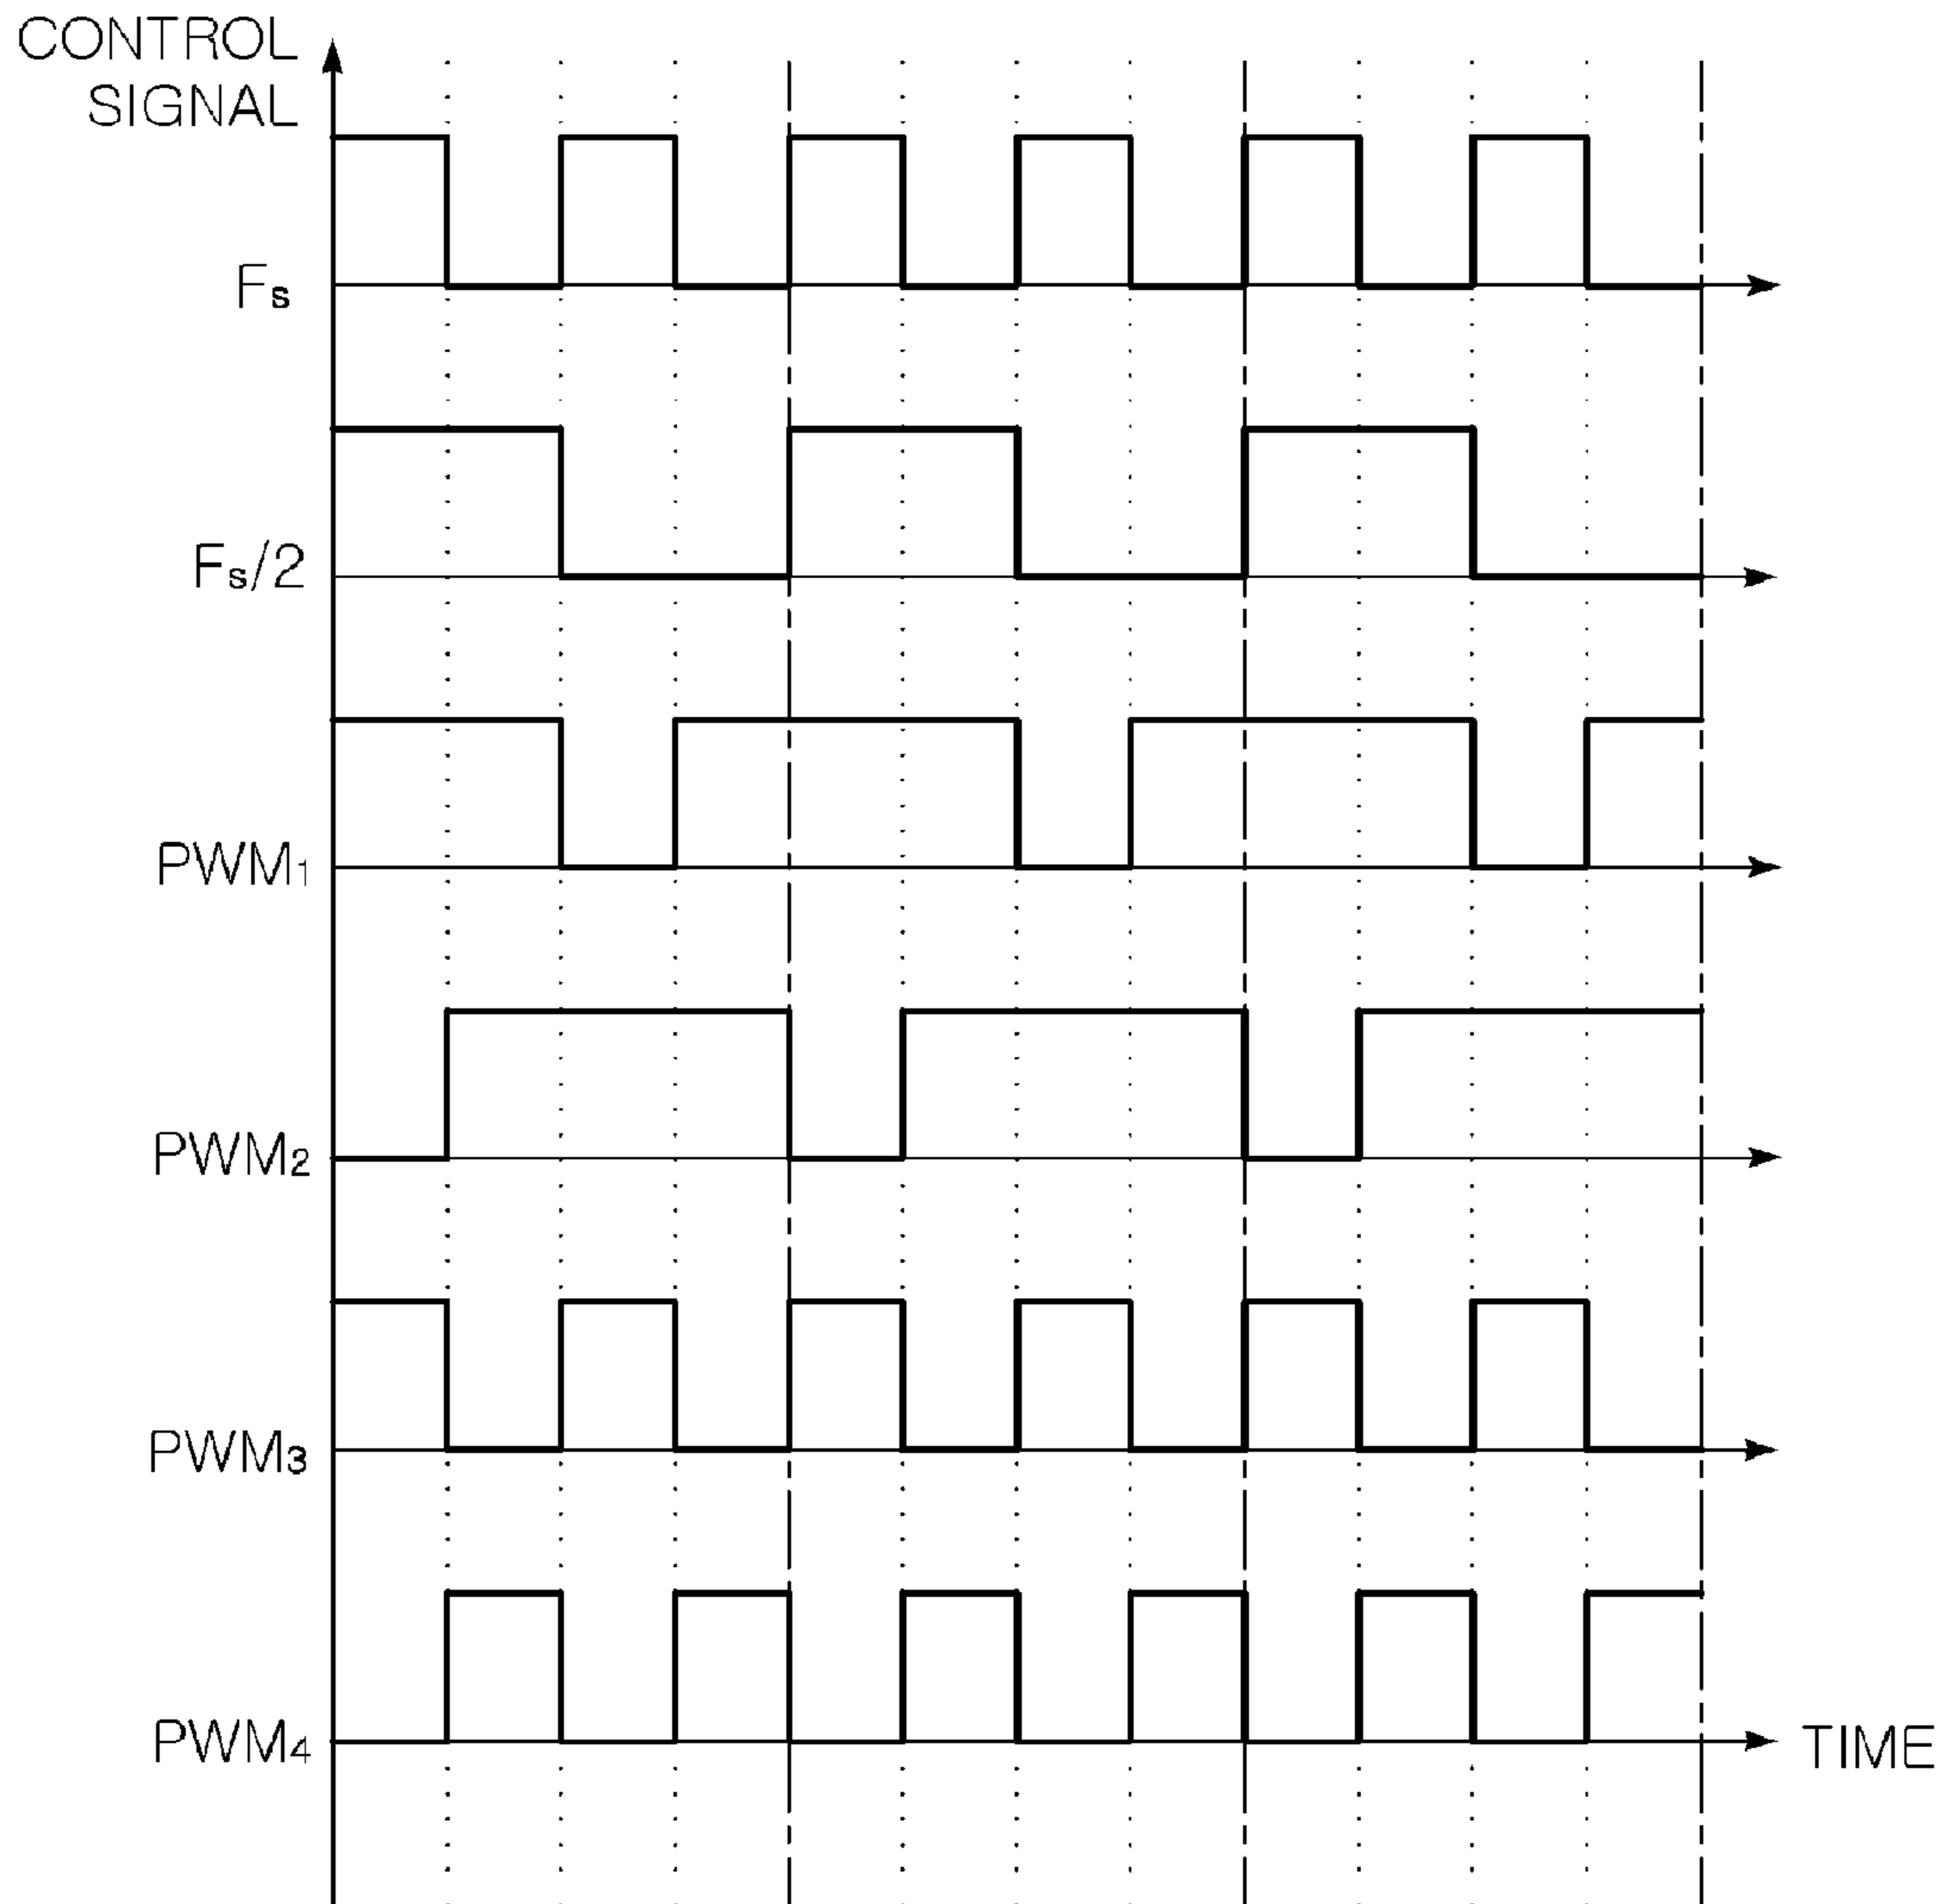 CONTROL
SIGNAL
Fs
Fs/2
PWM1
PWM2
PWM3
PWM4
TIME